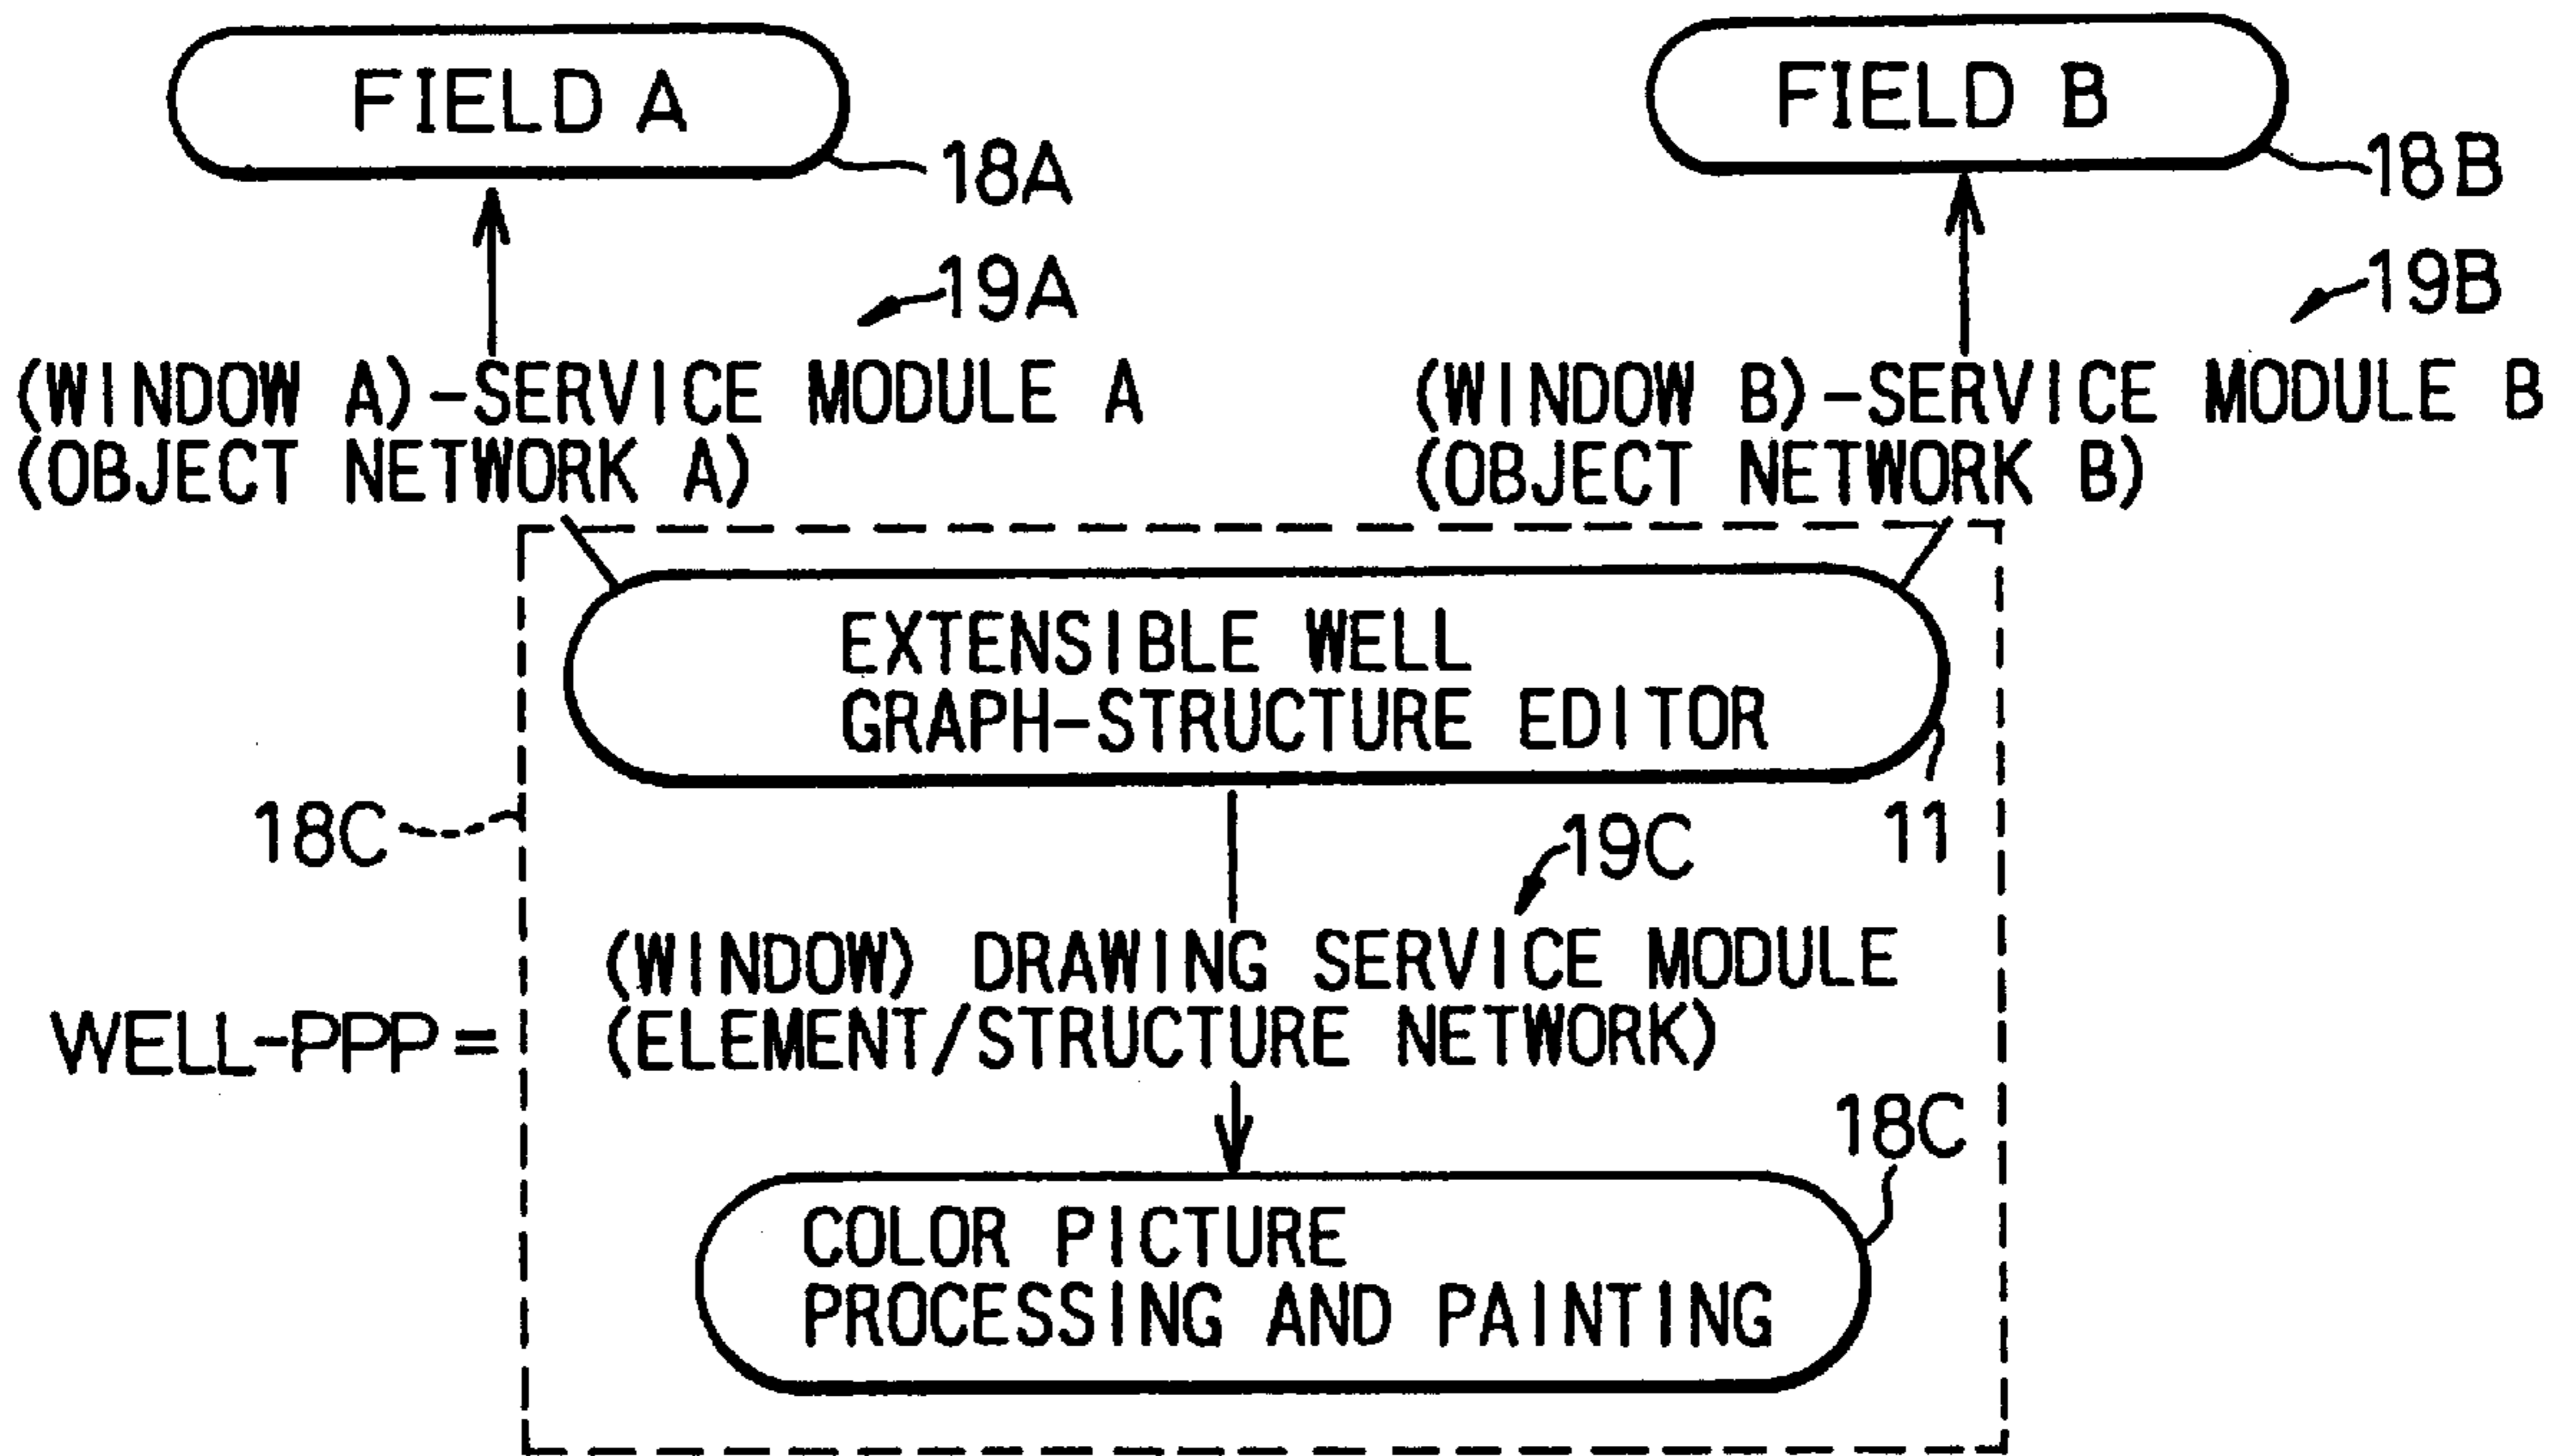 FIELD A
FIELD B
18A
18B
19A
19B
(WINDOW A)-SERVICE MODULE A
(OBJECT NETWORK A)
(WINDOW B)-SERVICE MODULE B
(OBJECT NETWORK B)
EXTENSIBLE WELL
GRAPH-STRUCTURE EDITOR
18C
19C
11
(WINDOW) DRAWING SERVICE MODULE
(ELEMENT/STRUCTURE NETWORK)
WELL-PPP=
18C
COLOR PICTURE
PROCESSING AND PAINTING